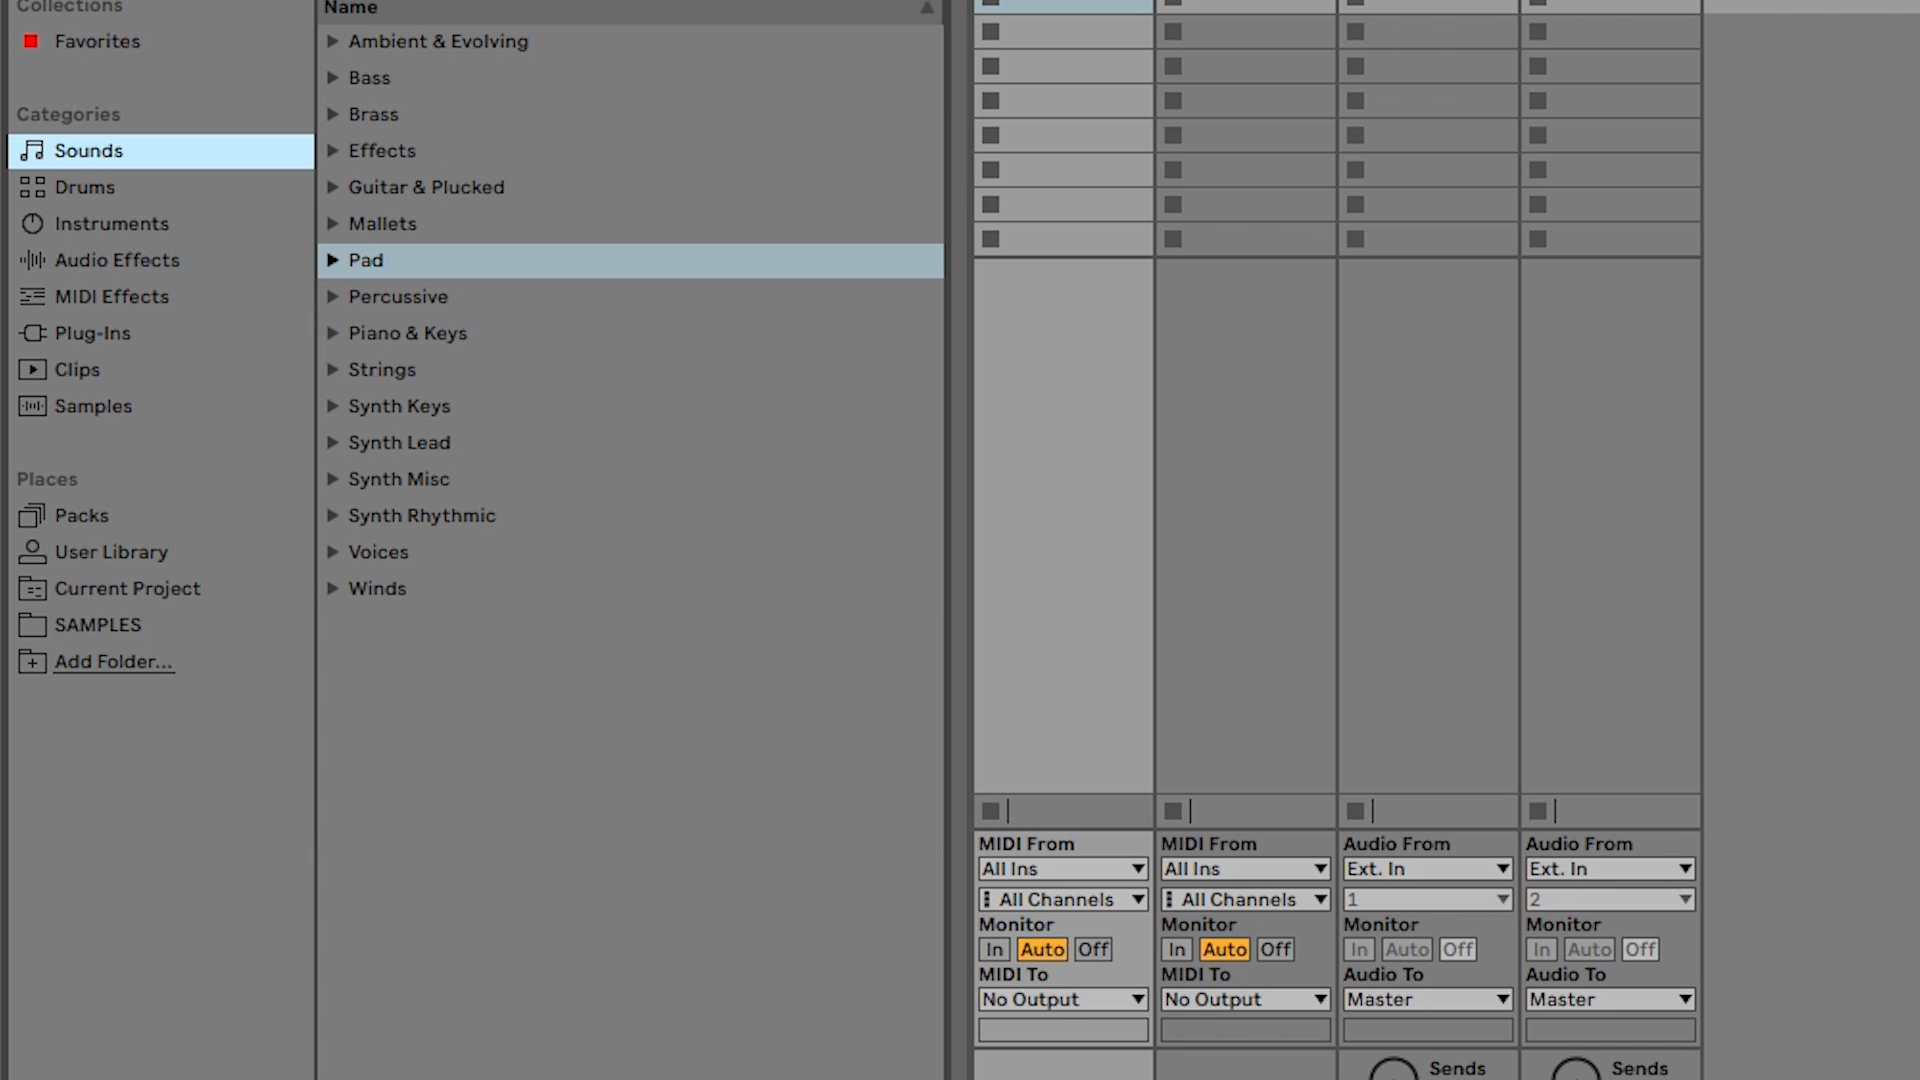 Collections
Favorites
Categories
Sounds
Drums
Instruments
Audio Effects
MIDI Effects
Plug-Ins
Clips
Samples
Places
Packs
User Library
Current Project
SAMPLES
Add Folder...
Name
Ambient & Evolving
Bass
Brass
Effects
Guitar & Plucked
Mallets
Pad
Percussive
Piano & Keys
Strings
Synth Keys
Synth Lead
Synth Misc
Synth Rhythmic
Voices
Winds
MIDI From
All Ins
All Channels
Monitor
In Auto Off
MIDI To
No Output
MIDI From
All Ins
All Channels
Monitor
In Auto Off
MIDI To
No Output
Audio From
Ext. In
1
Monitor
In Auto Off
Audio To
Master
Sends
Audio From
Ext. In
2
Monitor
In Auto Off
Audio To
Master
Sends